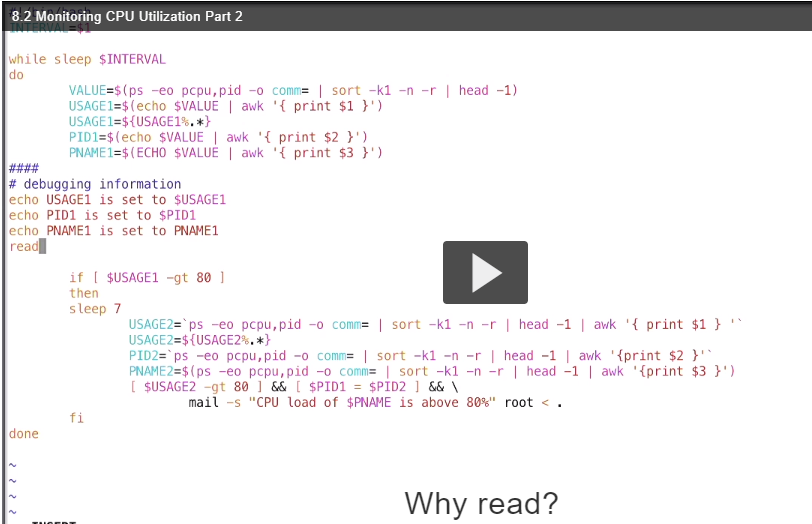 8.2 Monitoring CPU Utilization Part 2
INTERVAL=$1
while sleep $INTERVAL
do
VALUE=$(ps -eo pcpu,pid -o comm= | sort -k1 -n -r | head -1)
USAGE1=$(echo $VALUE | awk '{ print $1 }')
USAGE1=${USAGE1%.*}
PID1=$(echo $VALUE | awk '{ print $2 }')
PNAME1=$(ECHO $VALUE | awk '{ print $3 }')
####
# debugging information
echo USAGE1 is set to $USAGE1
echo PID1 is set to $PID1
echo PNAME1 is set to PNAME1
read
if [ $USAGE1 -gt 80 ]
then
sleep 7
USAGE2=`ps -eo pcpu,pid -o comm= | sort -k1 -n -r | head -1 | awk '{ print $1 } '`
USAGE2=${USAGE2%.*}
PID2=`ps -eo pcpu,pid -o comm= | sort -k1 -n -r | head -1 | awk '{print $2 }'`
PNAME2=$(ps -eo pcpu,pid -o comm= | sort -k1 -n -r | head -1 | awk '{print $3 }')
[ $USAGE2 -gt 80 ] && [ $PID1 = $PID2 ] && \
mail -s "CPU load of $PNAME is above 80%" root < .
fi
done
~
~
~
~
Why read?
INSERT